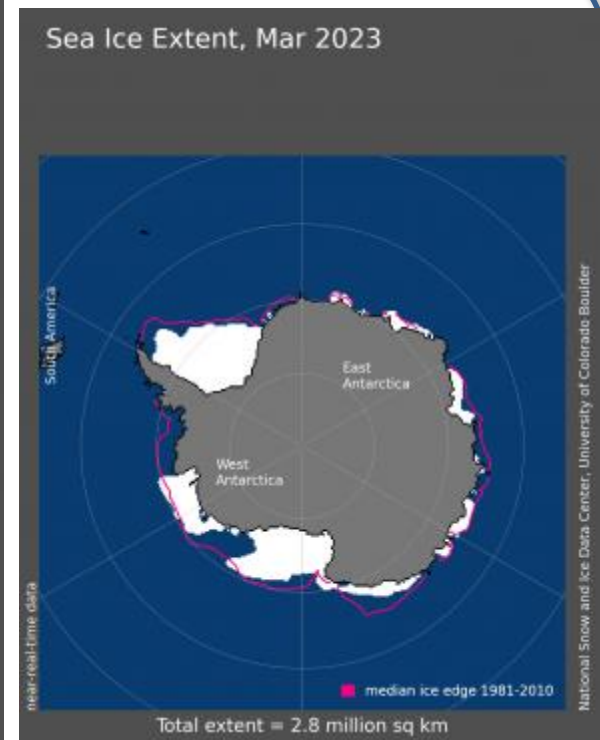 Sea Ice Extent, Mar 2023
South America
East
Antarctica
West
Antarctica
near-real-time data
National Snow and Ice Data Center, University of Colorado Boulder
median ice edge 1981-2010
Total extent = 2.8 million sq km